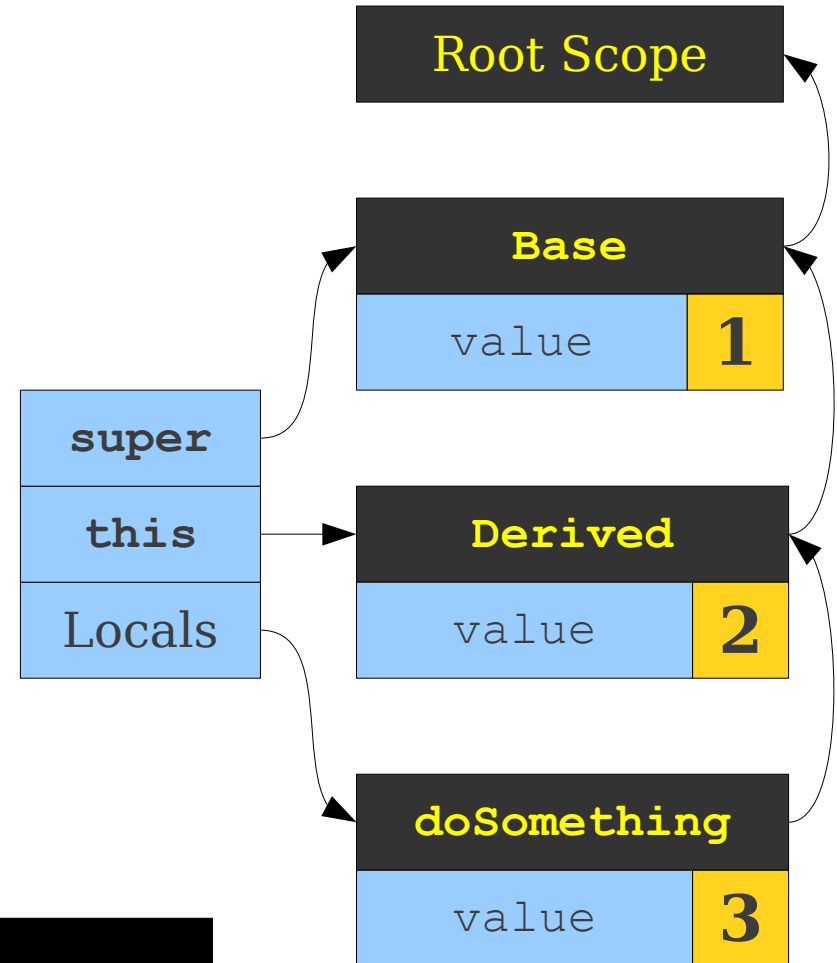 Root Scope
Base
value 1
super
this
Derived
Locals
value 2
doSomething
value 3